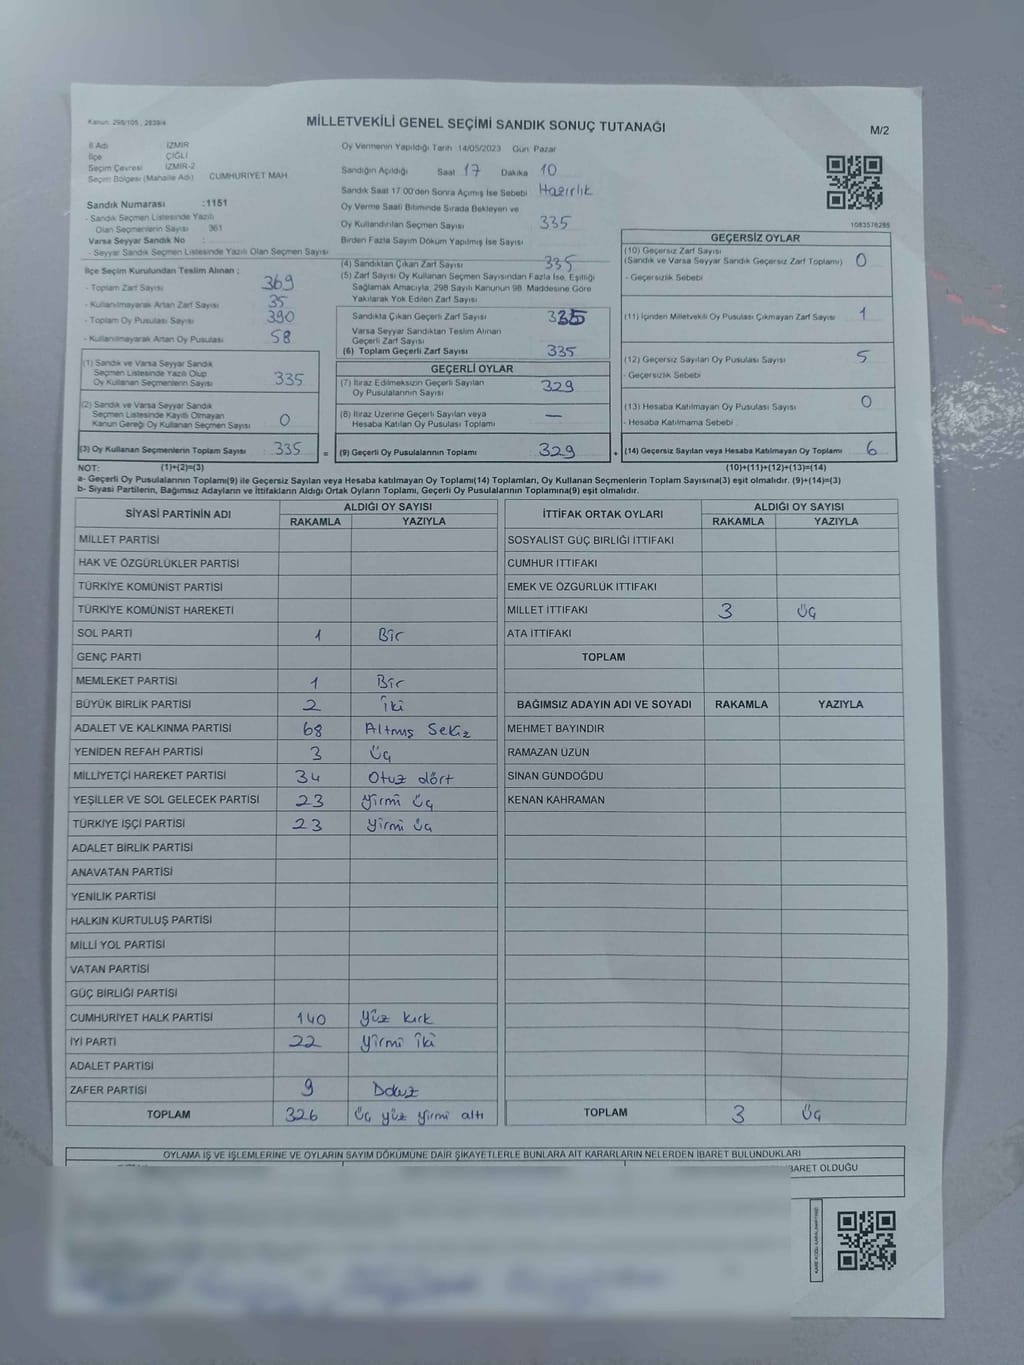 Kanun: 298/105 , 2839/4
MİLLETVEKİLİ GENEL SEÇİMİ SANDIK SONUÇ TUTANAĞI
M/2
İl Adı İZMİR
İlçe ÇİĞLİ
Seçim Çevresi İZMİR-2
Seçim Bölgesi (Mahalle Adı) CUMHURİYET MAH.
Sandık Numarası :1151
- Sandık Seçmen Listesinde Yazılı
Olan Seçmenlerin Sayısı 361
Varsa Seyyar Sandık No :
- Seyyar Sandık Seçmen Listesinde Yazılı Olan Seçmen Sayısı
Oy Vermenin Yapıldığı Tarih 14/05/2023 Gün Pazar
Sandığın Açıldığı Saat 17 Dakika 10
Sandık Saat 17:00'den Sonra Açımış İse Sebebi Hazırlık
Oy Verme Saati Bitiminde Sırada Bekleyen ve
Oy Kullandırılan Seçmen Sayısı 335
Birden Fazla Sayım Döküm Yapılmış İse Sayısı
1083576285
İlçe Seçim Kurulundan Teslim Alınan ;
- Toplam Zarf Sayısı 369
- Kullanılmayarak Artan Zarf Sayısı 35
- Toplam Oy Pusulası Sayısı 390
- Kullanılmayarak Artan Oy Pusulası 58
(1) Sandık ve Varsa Seyyar Sandık
Seçmen Listesinde Yazılı Olup
Oy Kullanan Seçmenlerin Sayısı 335
(2) Sandık ve Varsa Seyyar Sandık
Seçmen Listesinde Kayıtlı Olmayan
Kanun Gereği Oy Kullanan Seçmen Sayısı 0
(3) Oy Kullanan Seçmenlerin Toplam Sayısı 335 =
(4) Sandıktan Çıkan Zarf Sayısı 335
(5) Zarf Sayısı Oy Kullanan Seçmen Sayısından Fazla İse, Eşitliği
Sağlamak Amacıyla, 298 Sayılı Kanunun 98. Maddesine Göre
Yakılarak Yok Edilen Zarf Sayısı
Sandıkta Çıkan Geçerli Zarf Sayısı 335
Varsa Seyyar Sandıktan Teslim Alınan
Geçerli Zarf Sayısı
(6) Toplam Geçerli Zarf Sayısı 335
GEÇERLİ OYLAR
(7) İtiraz Edilmeksizin Geçerli Sayılan
Oy Pusulalarının Sayısı 329
(8) İtiraz Üzerine Geçerli Sayılan veya
Hesaba Katılan Oy Pusulası Toplamı —
(9) Geçerli Oy Pusulalarının Toplamı 329 +
GEÇERSİZ OYLAR
(10) Geçersiz Zarf Sayısı
(Sandık ve Varsa Seyyar Sandık Geçersiz Zarf Toplamı) 0
- Geçersizlik Sebebi
(11) İçinden Milletvekili Oy Pusulası Çıkmayan Zarf Sayısı 1
(12) Geçersiz Sayılan Oy Pusulası Sayısı 5
- Geçersizlik Sebebi
(13) Hesaba Katılmayan Oy Pusulası Sayısı 0
- Hesaba Katılmama Sebebi
(14) Geçersiz Sayılan veya Hesaba Katılmayan Oy Toplamı 6
NOT: (1)+(2)=(3) (10)+(11)+(12)+(13)=(14)
a- Geçerli Oy Pusulalarının Toplamı(9) ile Geçersiz Sayılan veya Hesaba Katılmayan Oy Toplamı(14) Toplamları, Oy Kullanan Seçmenlerin Toplam Sayısına(3) eşit olmalıdır. (9)+(14)=(3)
b- Siyasi Partilerin, Bağımsız Adayların ve İttifakların Aldığı Ortak Oyların Toplamı, Geçerli Oy Pusulalarının Toplamına(9) eşit olmalıdır.
SİYASİ PARTİNİN ADI ALDIĞI OY SAYISI
RAKAMLA YAZIYLA
MİLLET PARTİSİ
HAK VE ÖZGÜRLÜKLER PARTİSİ
TÜRKİYE KOMÜNİST PARTİSİ
TÜRKİYE KOMÜNİST HAREKETİ
SOL PARTİ 1 Bir
GENÇ PARTİ
MEMLEKET PARTİSİ 1 Bir
BÜYÜK BİRLİK PARTİSİ 2 İki
ADALET VE KALKINMA PARTİSİ 68 Altmış Sekiz
YENİDEN REFAH PARTİSİ 3 Üç
MİLLİYETÇİ HAREKET PARTİSİ 34 Otuz dört
YEŞİLLER VE SOL GELECEK PARTİSİ 23 Yirmi üç
TÜRKİYE İŞÇİ PARTİSİ 23 Yirmi üç
ADALET BİRLİK PARTİSİ
ANAVATAN PARTİSİ
YENİLİK PARTİSİ
HALKIN KURTULUŞ PARTİSİ
MİLLİ YOL PARTİSİ
VATAN PARTİSİ
GÜÇ BİRLİĞİ PARTİSİ
CUMHURİYET HALK PARTİSİ 140 Yüz kırk
İYİ PARTİ 22 Yirmi iki
ADALET PARTİSİ
ZAFER PARTİSİ 9 Dokuz
TOPLAM 326 Üç yüz yirmi altı
İTTİFAK ORTAK OYLARI ALDIĞI OY SAYISI
RAKAMLA YAZIYLA
SOSYALİST GÜÇ BİRLİĞİ İTTİFAKI
CUMHUR İTTİFAKI
EMEK VE ÖZGÜRLÜK İTTİFAKI
MİLLET İTTİFAKI 3 Üç
ATA İTTİFAKI
TOPLAM
BAĞIMSIZ ADAYIN ADI VE SOYADI RAKAMLA YAZIYLA
MEHMET BAYINDIR
RAMAZAN UZUN
SİNAN GÜNDOĞDU
KENAN KAHRAMAN
TOPLAM 3 Üç
OYLAMA İŞ VE İŞLEMLERİNE VE OYLARIN SAYIM DÖKÜMÜNE DAİR ŞİKAYETLERLE BUNLARA AİT KARARLARIN NELERDEN İBARET BULUNDUKLARI
İBARET OLDUĞU